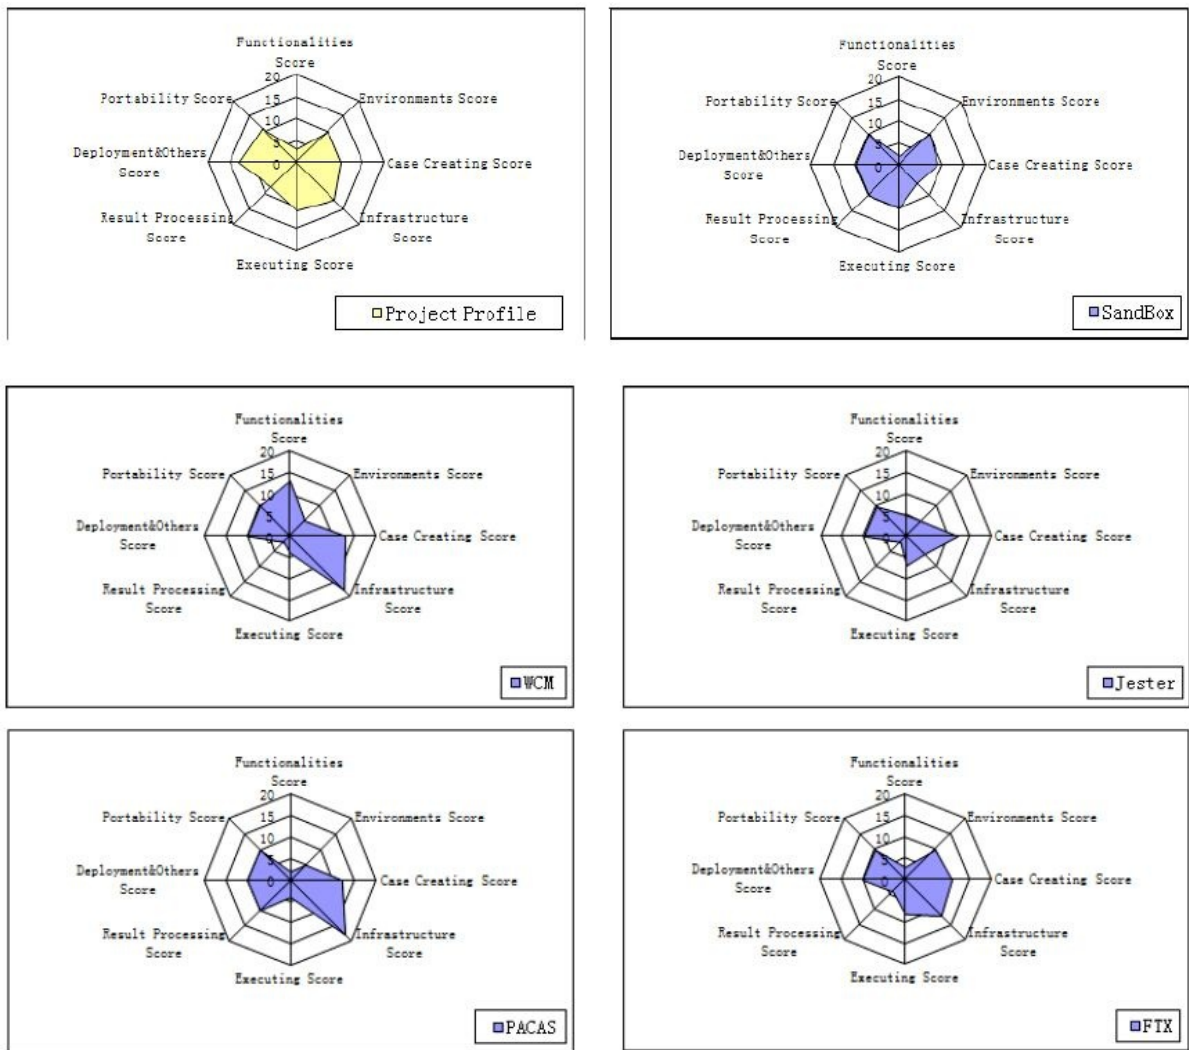 Functionalities
Score
20
15
10
5
0
Portability Score
Environments Score
Deployment&Others
Score
Case Creating Score
Result Processing
Score
Infrastructure
Score
Executing Score
Project Profile
Functionalities
Score
20
15
10
5
0
Portability Score
Environments Score
Deployment&Others
Score
Case Creating Score
Result Processing
Score
Infrastructure
Score
Executing Score
SandBox
Functionalities
Score
20
15
10
5
0
Portability Score
Environments Score
Deployment&Others
Score
Case Creating Score
Result Processing
Score
Infrastructure
Score
Executing Score
WCM
Functionalities
Score
20
15
10
5
0
Portability Score
Environments Score
Deployment&Others
Score
Case Creating Score
Result Processing
Score
Infrastructure
Score
Executing Score
Jester
Functionalities
Score
20
15
10
5
0
Portability Score
Environments Score
Deployment&Others
Score
Case Creating Score
Result Processing
Score
Infrastructure
Score
Executing Score
PACAS
Functionalities
Score
20
15
10
5
0
Portability Score
Environments Score
Deployment&Others
Score
Case Creating Score
Result Processing
Score
Infrastructure
Score
Executing Score
FTX